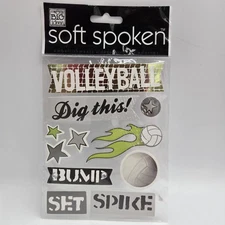 soft spoken
VOLLEYBALL
Dig this!
BUMP
SET SPIKE